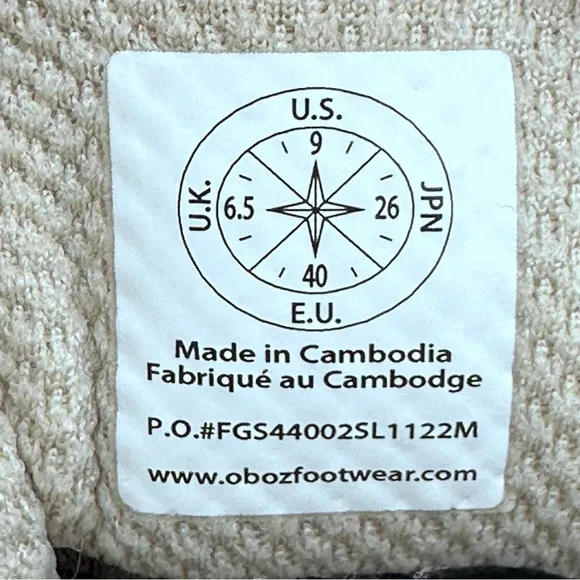 U.S.
9
U.K.
6.5
26
JPN
40
E.U.
Made in Cambodia
Fabriqué au Cambodge
P.O.#FGS44002SL1122M
www.obozfootwear.com